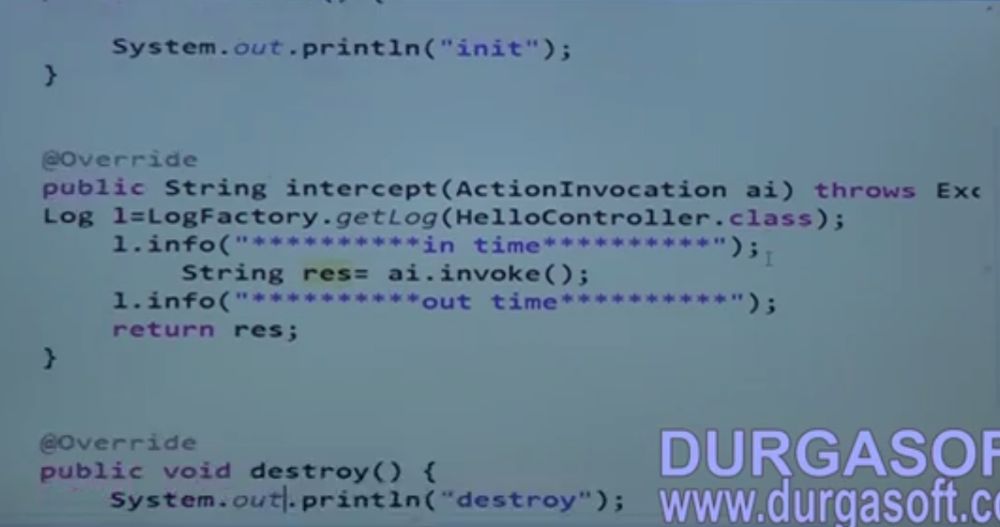 System.out.println("init");
}
@Override
public String intercept(ActionInvocation ai) throws Exc
Log l=LogFactory.getLog(HelloController.class);
l.info("**********in time**********");
String res= ai.invoke();
l.info("**********out time**********");
return res;
}
@Override
public void destroy() {
System.out.println("destroy");
DURGASOF
www.durgasoft.co